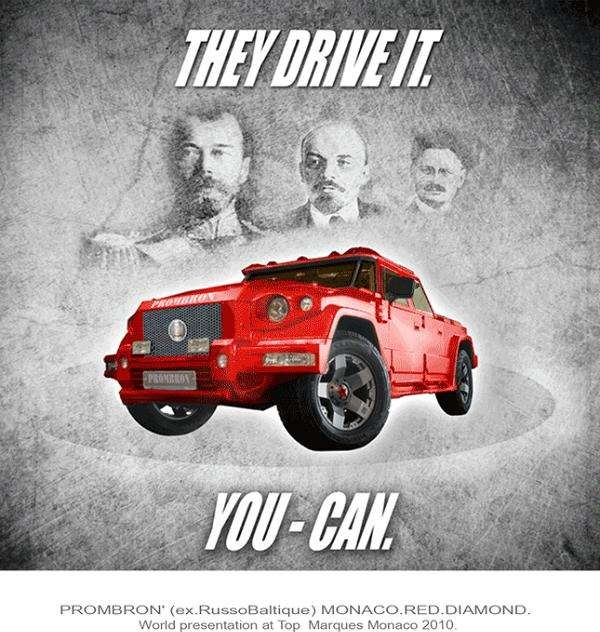 THEY DRIVE IT.
PROMBRON
PROMBRON
YOU - CAN.
PROMBRON' (ex.RussoBaltique) MONACO.RED.DIAMOND.
World presentation at Top Marques Monaco 2010.